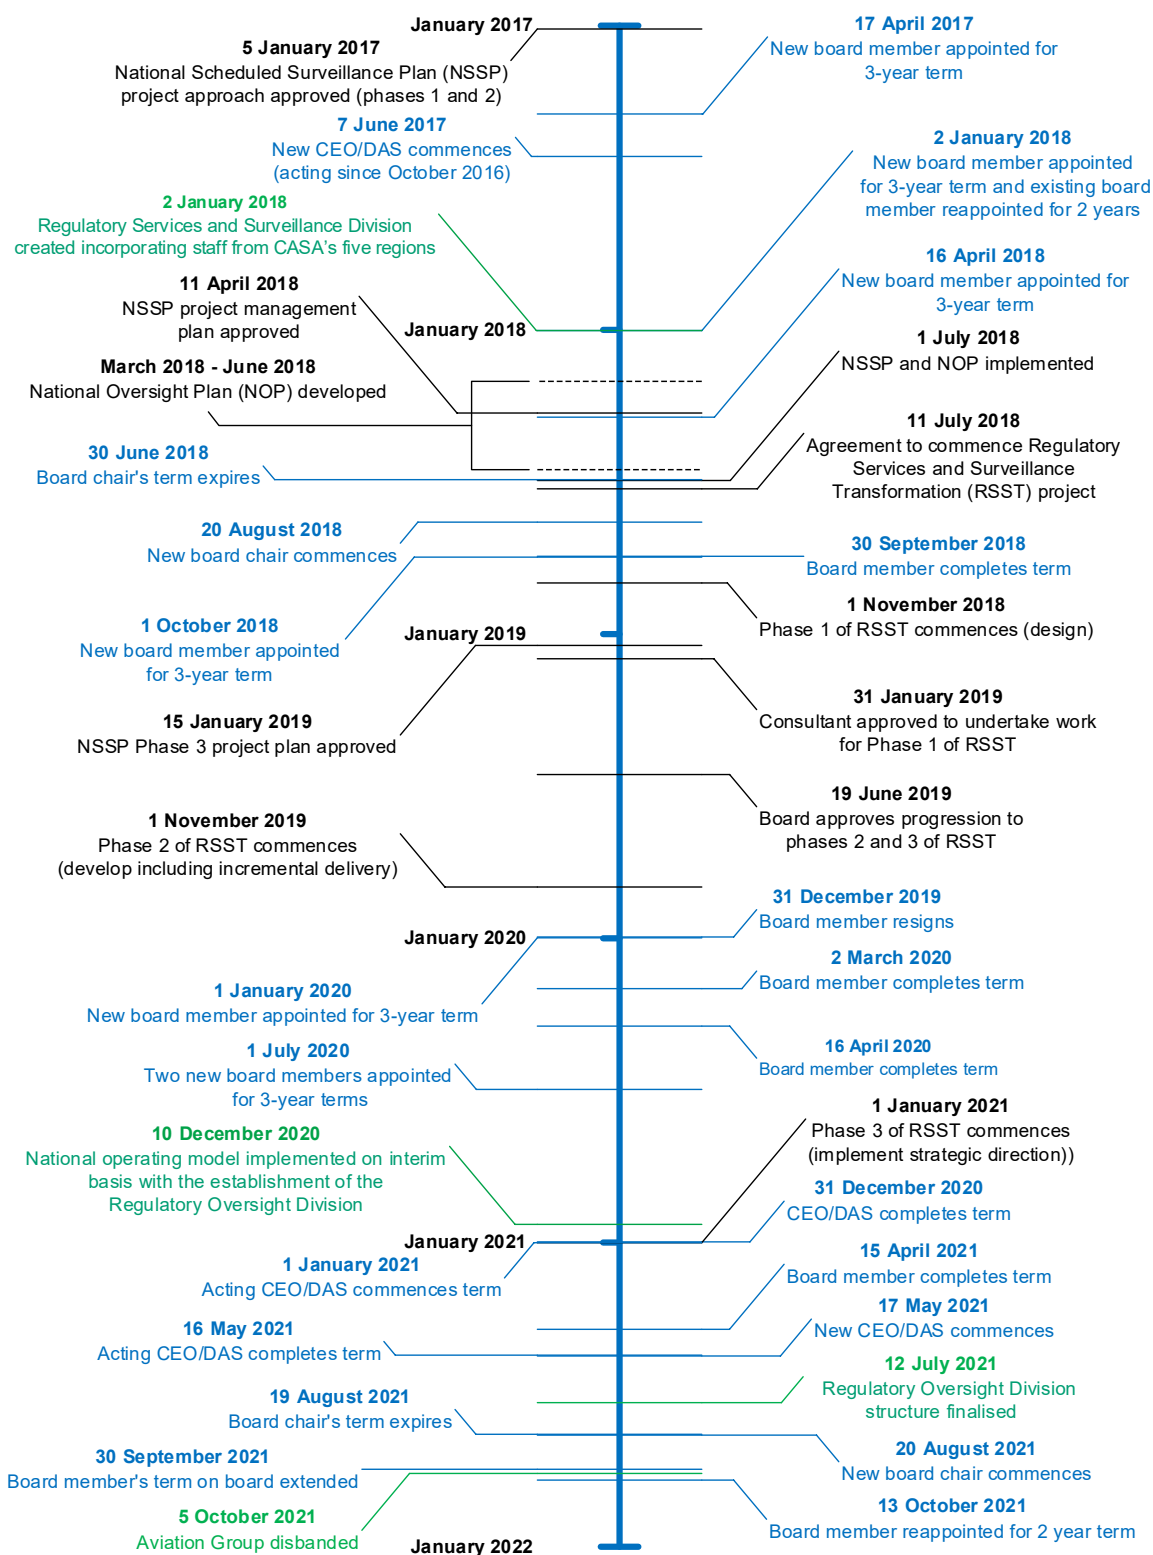 January 2017
5 January 2017
National Scheduled Surveillance Plan (NSSP)
project approach approved (phases 1 and 2)
17 April 2017
New board member appointed for
3-year term
7 June 2017
New CEO/DAS commences
(acting since October 2016)
2 January 2018
New board member appointed
for 3-year term and existing board
member reappointed for 2 years
2 January 2018
Regulatory Services and Surveillance Division
created incorporating staff from CASA's five regions
16 April 2018
New board member appointed for
3-year term
11 April 2018
NSSP project management
plan approved
January 2018
1 July 2018
NSSP and NOP implemented
March 2018 - June 2018
National Oversight Plan (NOP) developed
11 July 2018
Agreement to commence Regulatory
Services and Surveillance
Transformation (RSST) project
30 June 2018
Board chair's term expires
20 August 2018
New board chair commences
30 September 2018
Board member completes term
1 October 2018
New board member appointed
for 3-year term
1 November 2018
Phase 1 of RSST commences (design)
January 2019
31 January 2019
Consultant approved to undertake work
for Phase 1 of RSST
15 January 2019
NSSP Phase 3 project plan approved
19 June 2019
Board approves progression to
phases 2 and 3 of RSST
1 November 2019
Phase 2 of RSST commences
(develop including incremental delivery)
31 December 2019
Board member resigns
January 2020
2 March 2020
Board member completes term
1 January 2020
New board member appointed for 3-year term
16 April 2020
Board member completes term
1 July 2020
Two new board members appointed
for 3-year terms
1 January 2021
Phase 3 of RSST commences
(implement strategic direction))
10 December 2020
National operating model implemented on interim
basis with the establishment of the
Regulatory Oversight Division
31 December 2020
CEO/DAS completes term
January 2021
15 April 2021
Board member completes term
1 January 2021
Acting CEO/DAS commences term
17 May 2021
New CEO/DAS commences
16 May 2021
Acting CEO/DAS completes term
12 July 2021
Regulatory Oversight Division
structure finalised
19 August 2021
Board chair's term expires
20 August 2021
New board chair commences
30 September 2021
Board member's term on board extended
13 October 2021
Board member reappointed for 2 year term
5 October 2021
Aviation Group disbanded
January 2022